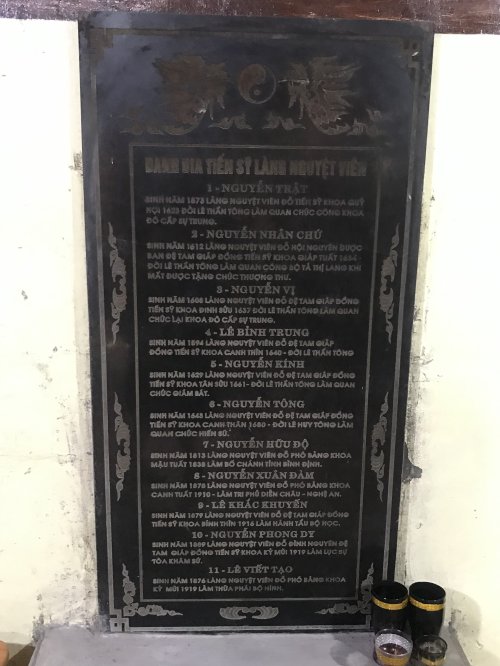 DANH BIA TIẾN SỸ LÀNG NGUYỆT VIÊN
1 - NGUYỄN TRẬT
SINH NĂM 1573 LÀNG NGUYỆT VIÊN ĐỖ TIẾN SỸ KHOA QUÝ
HỢI 1623 ĐỜI LÊ THẦN TÔNG LÀM QUAN CHỨC CÔNG KHOA
ĐÔ CẤP SỰ TRUNG.
2 - NGUYỄN NHÂN CHÚ
SINH NĂM 1612 LÀNG NGUYỆT VIÊN ĐỖ HỘI NGUYÊN ĐƯỢC
BAN ĐỆ TAM GIÁP ĐỒNG TIẾN SỸ KHOA GIÁP TUẤT 1634 -
ĐỜI LÊ THẦN TÔNG LÀM QUAN CÔNG BỘ TẢ THỊ LANG KHI
MẤT ĐƯỢC TẶNG CHỨC THƯỢNG THƯ.
3 - NGUYỄN VỊ
SINH NĂM 1608 LÀNG NGUYỆT VIÊN ĐỖ ĐỆ TAM GIÁP ĐỒNG
TIẾN SỸ KHOA ĐINH SỬU 1637 ĐỜI LÊ THẦN TÔNG LÀM QUAN
CHỨC LẠI KHOA ĐÔ CẤP SỰ TRUNG.
4 - LÊ BỈNH TRUNG
SINH NĂM 1594 LÀNG NGUYỆT VIÊN ĐỖ ĐỆ TAM GIÁP
ĐỒNG TIẾN SỸ KHOA CANH THÌN 1640 - ĐỜI LÊ THẦN TÔNG
5 - NGUYỄN KÍNH
SINH NĂM 1629 LÀNG NGUYỆT VIÊN ĐỖ ĐỆ TAM GIÁP ĐỒNG
TIẾN SỸ KHOA TÂN SỬU 1661- ĐỜI LÊ THẦN TÔNG LÀM QUAN
CHỨC GIÁM SÁT.
6 - NGUYỄN TÔNG
SINH NĂM 1643 LÀNG NGUYỆT VIÊN ĐỖ ĐỆ TAM GIÁP ĐỒNG
TIẾN SỸ KHOA CANH THÂN 1680 - ĐỜI LÊ HUY TÔNG LÀM
QUAN CHỨC HIẾN SỨ.
7 - NGUYỄN HỮU ĐỘ
SINH NĂM 1813 LÀNG NGUYỆT VIÊN ĐỖ PHÓ BẢNG KHOA
MẬU TUẤT 1838 LÀM BỐ CHÁNH TỈNH BÌNH ĐỊNH.
8 - NGUYỄN XUÂN ĐÀM
SINH NĂM 1878 LÀNG NGUYỆT VIÊN ĐỖ PHÓ BẢNG KHOA
CANH TUẤT 1910 - LÀM TRI PHỦ DIỄN CHÂU - NGHỆ AN.
9 - LÊ KHẮC KHUYẾN
SINH NĂM 1879 LÀNG NGUYỆT VIÊN ĐỖ ĐỆ TAM GIÁP ĐỒNG
TIẾN SỸ KHOA BÍNH THÌN 1916 LÀM HÀNH TẨU BỘ HỌC.
10 - NGUYỄN PHONG DY
SINH NĂM 1889 LÀNG NGUYỆT VIÊN ĐỖ ĐÌNH NGUYÊN ĐỆ
TAM GIÁP ĐỒNG TIẾN SỸ KHOA KỶ MÙI 1919 LÀM LỤC SỰ
TÒA KHÂM SỨ.
11 - LÊ VIẾT TẠO
SINH NĂM 1876 LÀNG NGUYỆT VIÊN ĐỖ PHÓ BẢNG KHOA
KỶ MÙI 1919 LÀM THỪA PHÁI BỘ HÌNH.